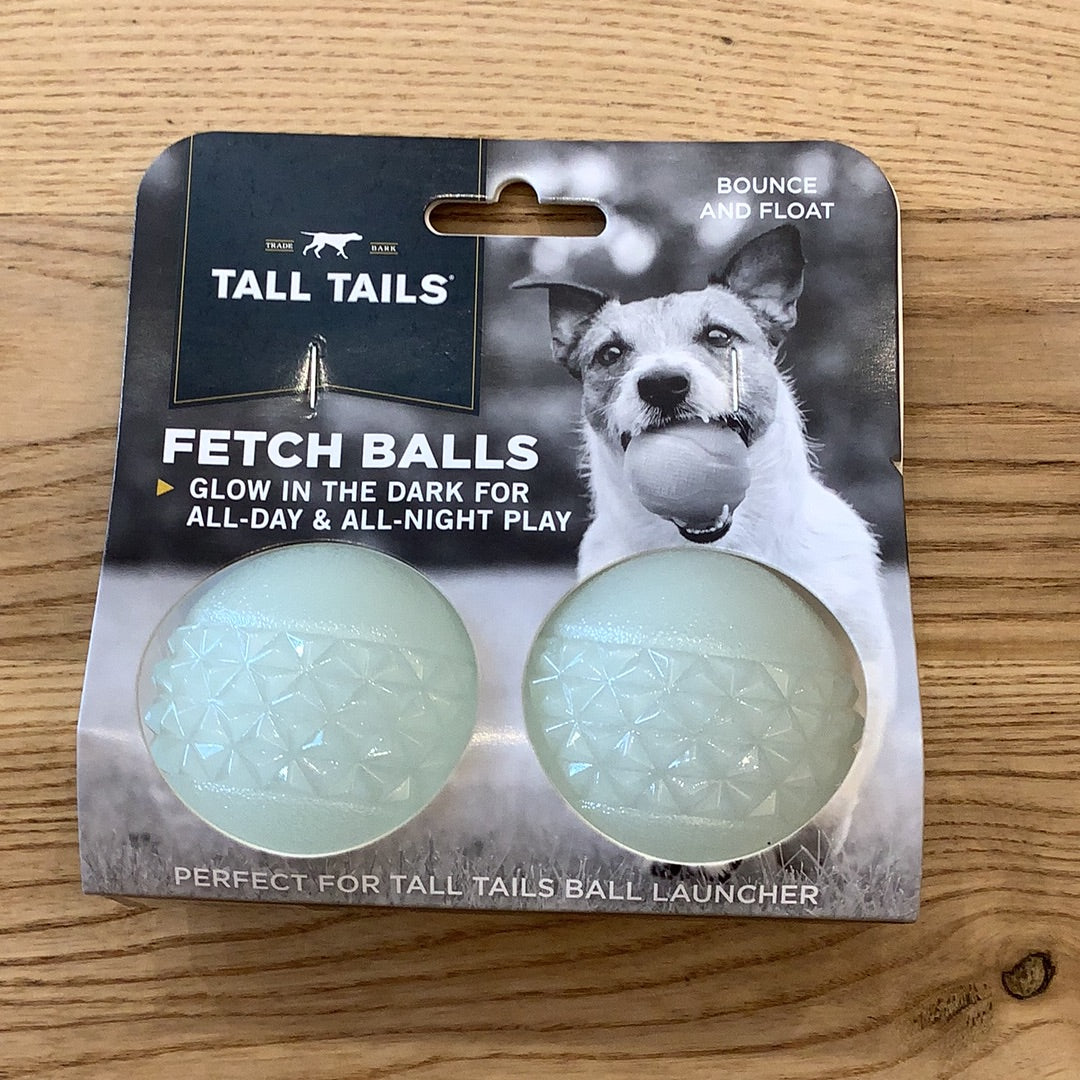 TRADE BARK
TALL TAILS®
BOUNCE
AND FLOAT
FETCH BALLS
GLOW IN THE DARK FOR
ALL-DAY & ALL-NIGHT PLAY
PERFECT FOR TALL TAILS BALL LAUNCHER